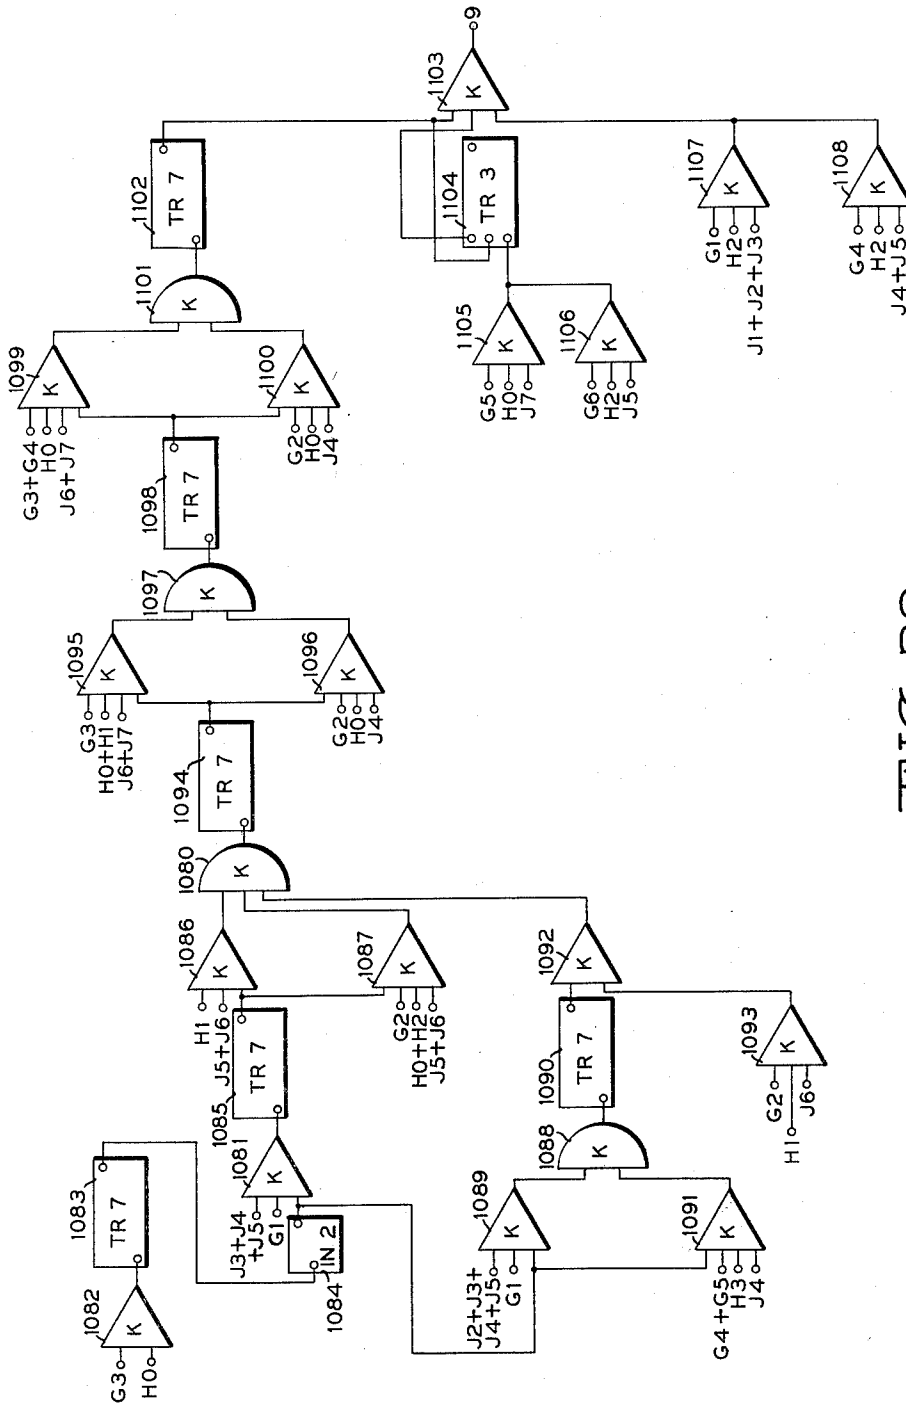 9
1103
K
1102
TR 7
1101
K
1104
TR 3
1107
K
G1
H2
J1+J2+J3
1108
K
G4
H2
J4+J5
1099
K
G3+G4
H0
J6+J7
1100
K
G2
H0
J4
1105
K
G5
H0
J7
1106
K
G6
H2
J5
1098
TR 7
1097
K
1095
K
G3
H0+H1
J6+J7
1096
K
G2
H0
J4
1094
TR 7
1080
K
1086
K
H1
J5+J6
1087
K
G2
H0+H2
J5+J6
1092
K
1085
TR 7
1090
TR 7
1093
K
G2
H1
J6
1083
TR 7
1081
K
J3+J4
+J5
G1
1088
K
1082
K
G3
H0
1084
IN 2
1089
K
J2+J3+
J4+J5
G1
1091
K
G4+G5
H3
J4